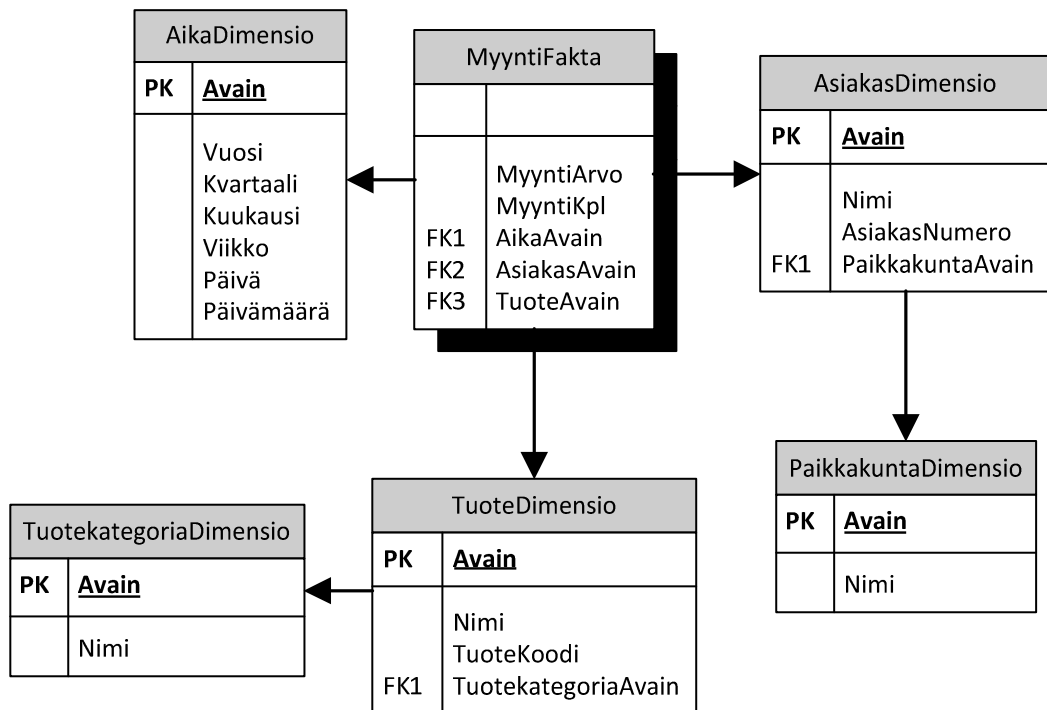 AikaDimensio
PK Avain
Vuosi
Kvartaali
Kuukausi
Viikko
Päivä
Päivämäärä
MyyntiFakta
MyyntiArvo
MyyntiKpl
FK1 AikaAvain
FK2 AsiakasAvain
FK3 TuoteAvain
AsiakasDimensio
PK Avain
Nimi
AsiakasNumero
FK1 PaikkakuntaAvain
TuotekategoriaDimensio
PK Avain
Nimi
TuoteDimensio
PK Avain
Nimi
TuoteKoodi
FK1 TuotekategoriaAvain
PaikkakuntaDimensio
PK Avain
Nimi